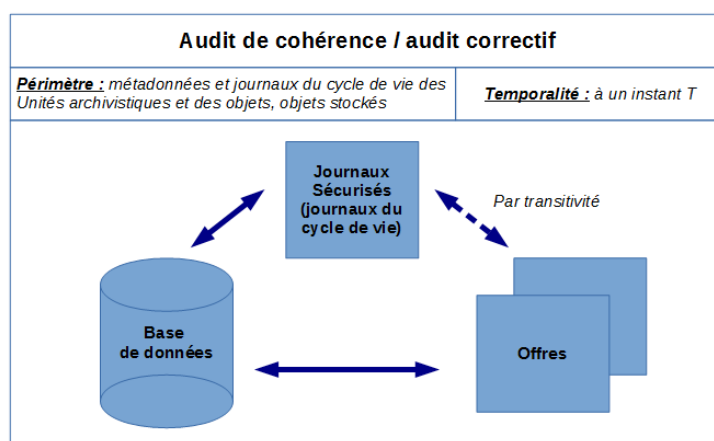 Audit de cohérence / audit correctif
Périmètre : métadonnées et journaux du cycle de vie des
Unités archivistiques et des objets, objets stockés
Temporalité : à un instant T
Journaux
Sécurisés
(journaux du
cycle de vie)
Par transitivité
Base
de données
Offres